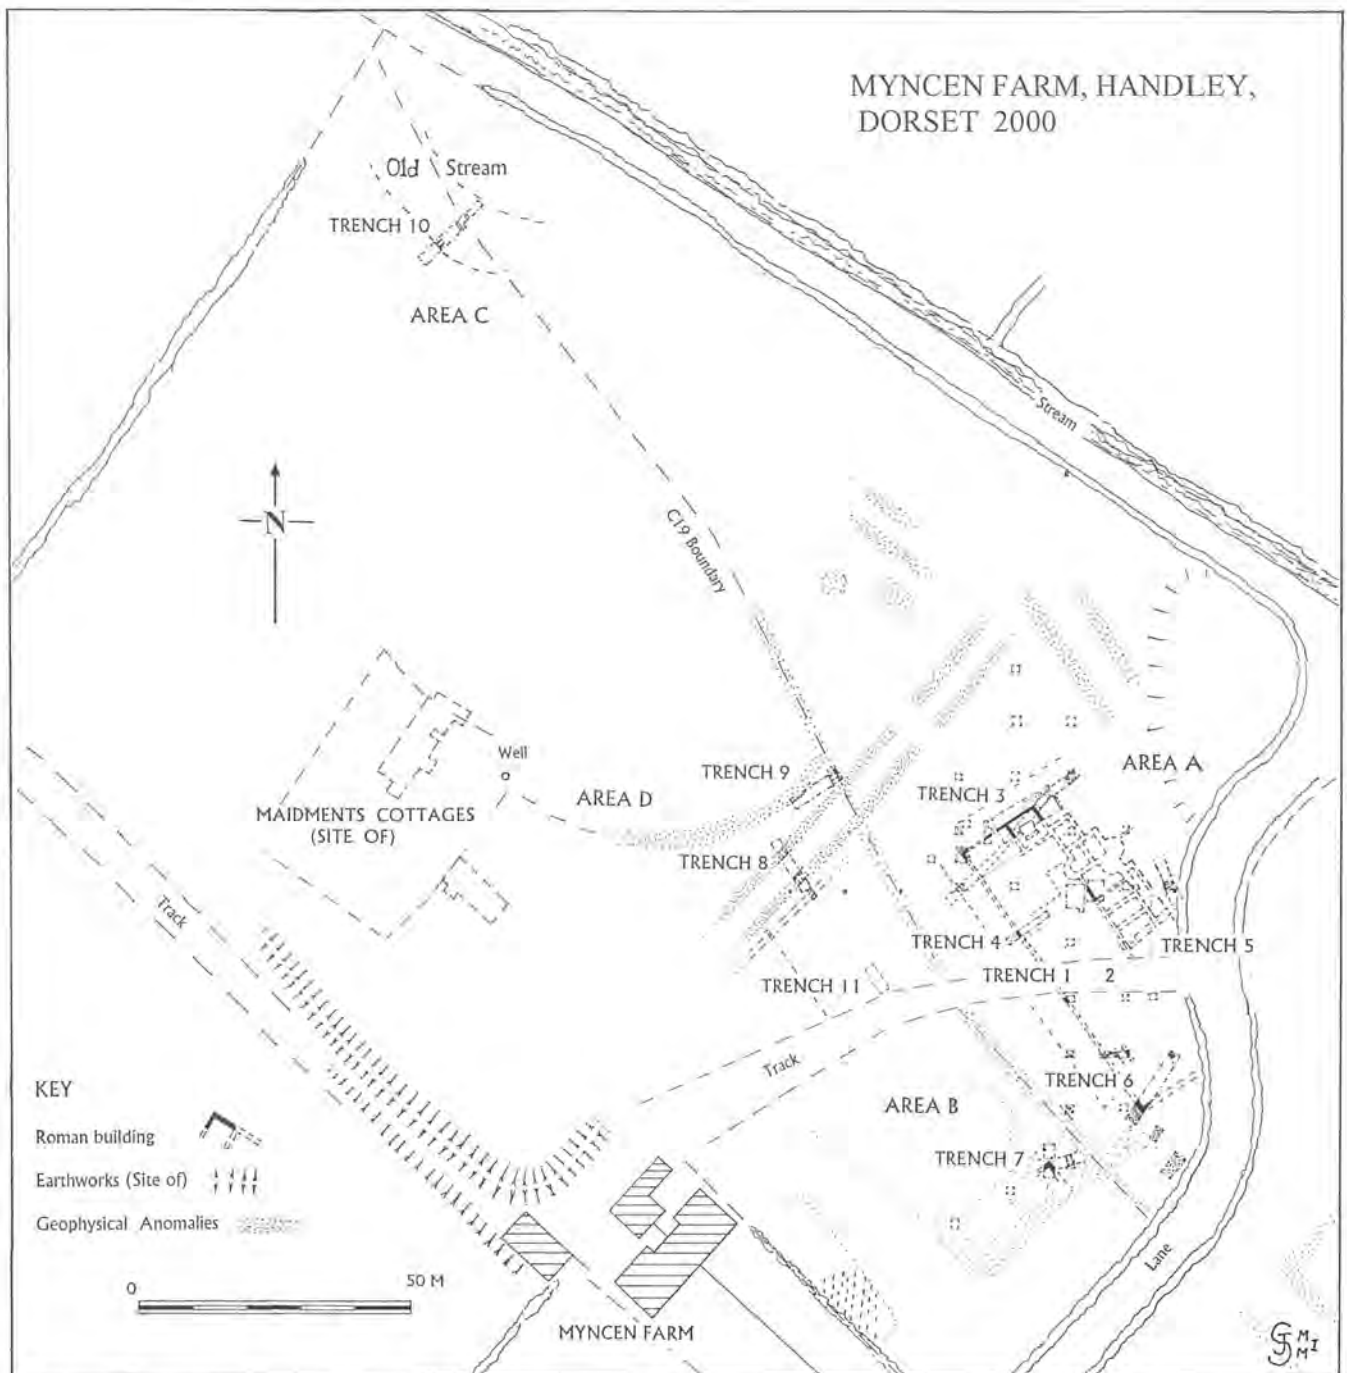 MYNCEN FARM, HANDLEY,
DORSET 2000
Old Stream
TRENCH 10
AREA C
Stream
N
C19 Boundary
Well
TRENCH 9
AREA D
AREA A
TRENCH 3
MAIDMENTS COTTAGES
(SITE OF)
TRENCH 8
Track
TRENCH 4
TRENCH 5
TRENCH 11
TRENCH 1 2
Track
TRENCH 6
AREA B
TRENCH 7
KEY
Roman building
Earthworks (Site of)
Geophysical Anomalies
0 50 M
Lane
MYNCEN FARM